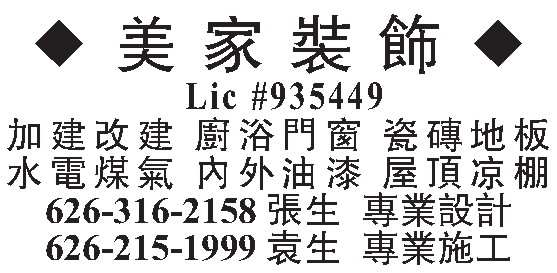 ◆ 美家裝飾 ◆
Lic #935449
加建改建 廚浴門窗 瓷磚地板
水電煤氣 內外油漆 屋頂凉棚
626-316-2158 張生 專業設計
626-215-1999 袁生 專業施工